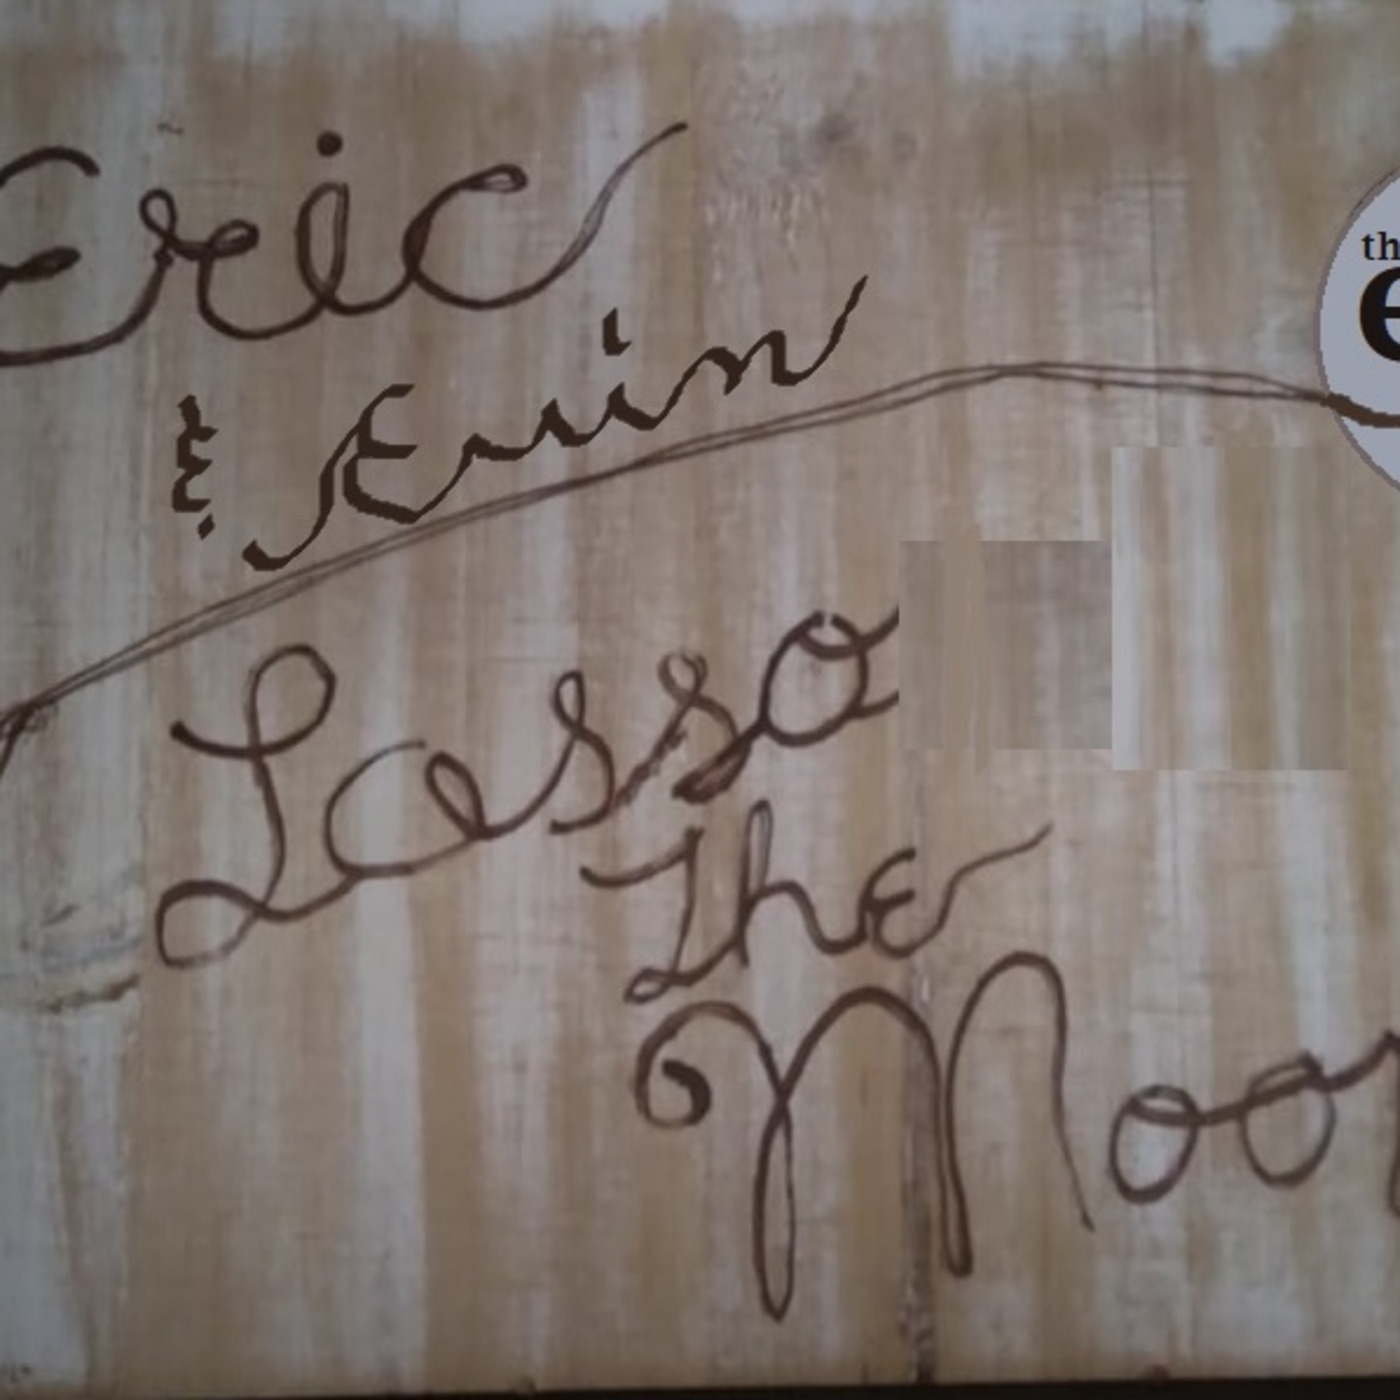 Eric
& Erin
th
e
Lasso
The
Moon